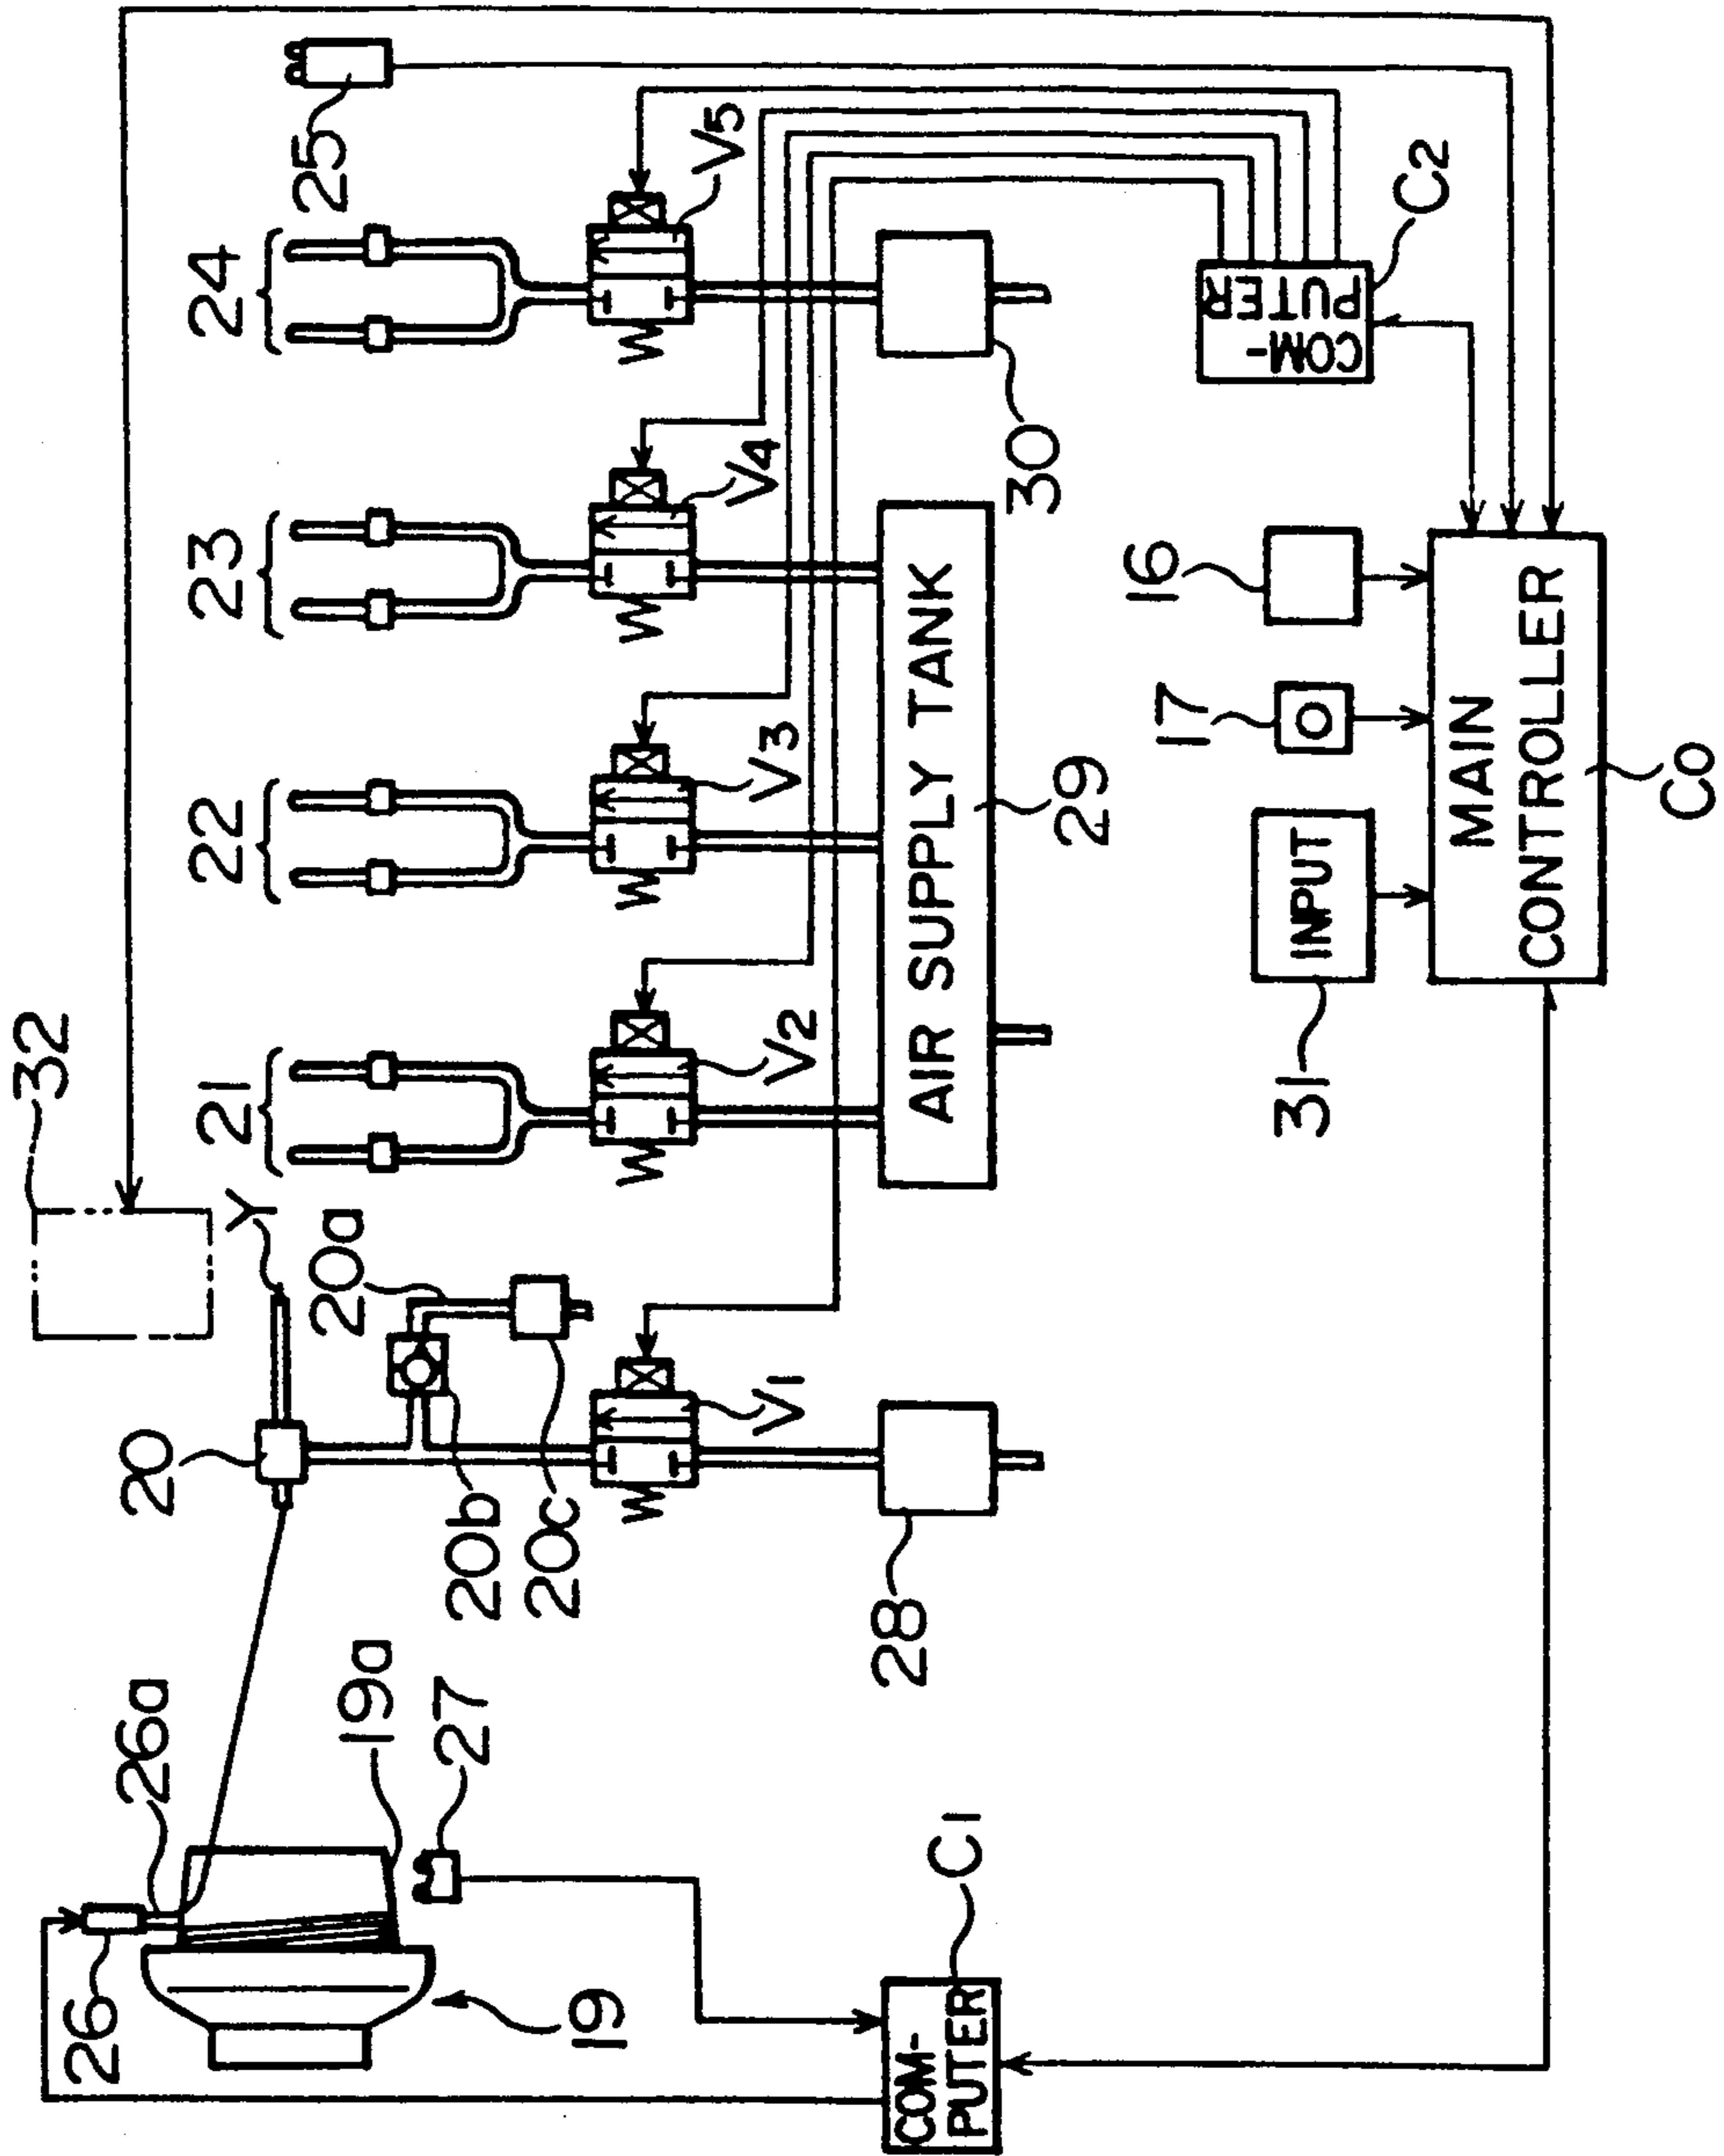 32
26
26a
20
Y
21
22
23
24
25
19a
20a
19
27
20b
20c
V1
V2
V3
V4
V5
28
AIR SUPPLY TANK
29
30
COM-
PUTER
C1
COM-
PUTER
C2
31
INPUT
17
16
MAIN
CONTROLLER
C0